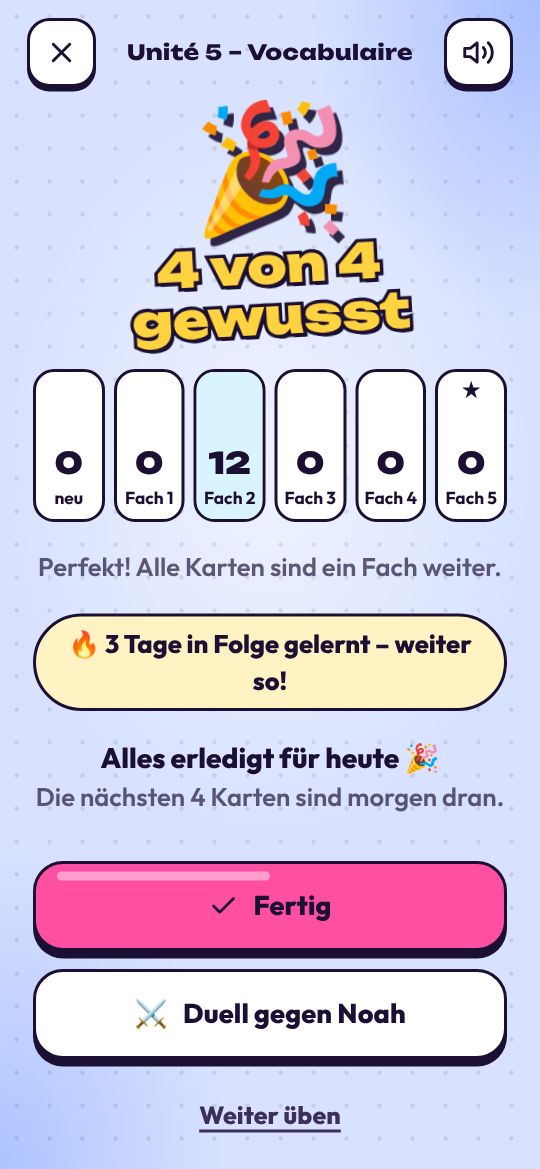 Unité 5 – Vocabulaire
4 von 4
gewusst
★
0 0 12 0 0 0
neu Fach 1 Fach 2 Fach 3 Fach 4 Fach 5
Perfekt! Alle Karten sind ein Fach weiter.
🔥 3 Tage in Folge gelernt – weiter
so!
Alles erledigt für heute 🎉
Die nächsten 4 Karten sind morgen dran.
Fertig
⚔️ Duell gegen Noah
Weiter üben